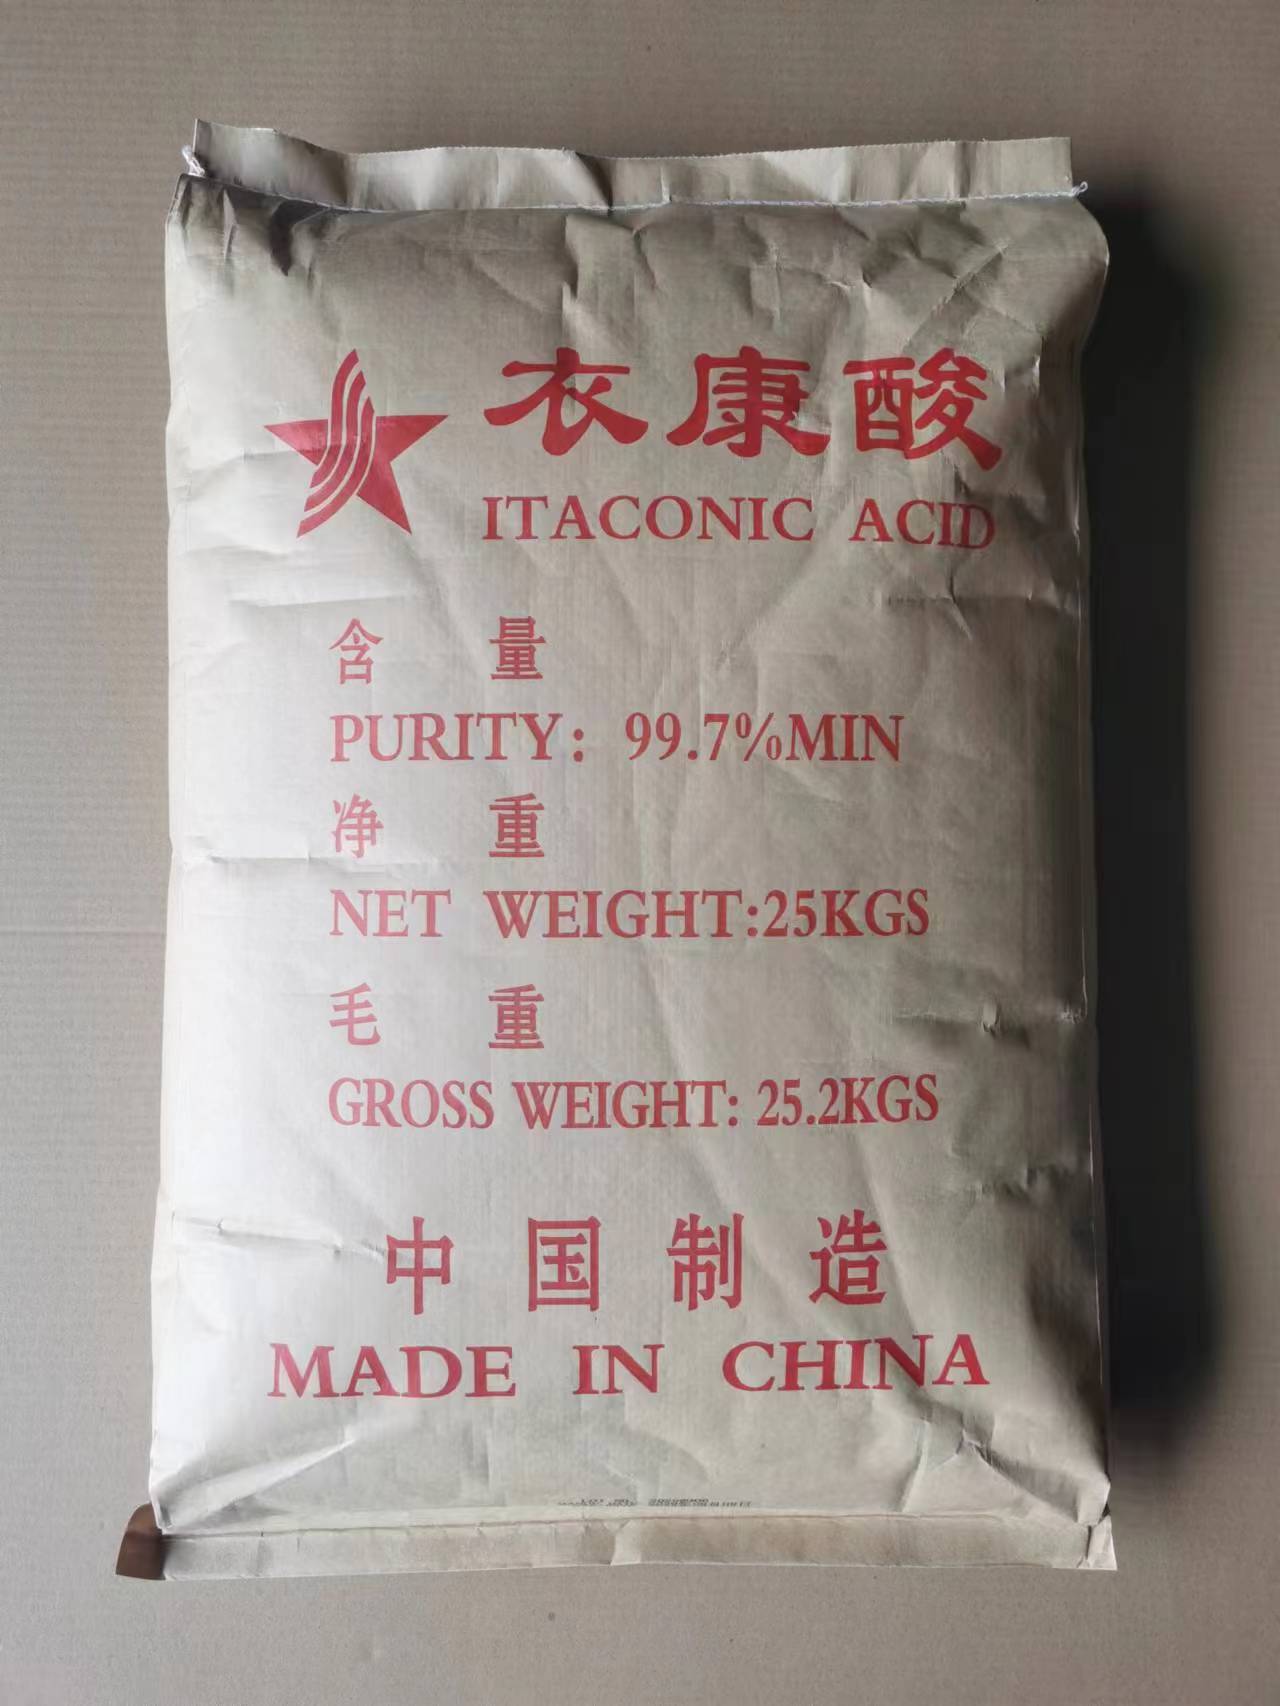 衣康酸
ITACONIC ACID
含 量
PURITY: 99.7%MIN
净 重
NET WEIGHT:25KGS
毛 重
GROSS WEIGHT: 25.2KGS
中国制造
MADE IN CHINA